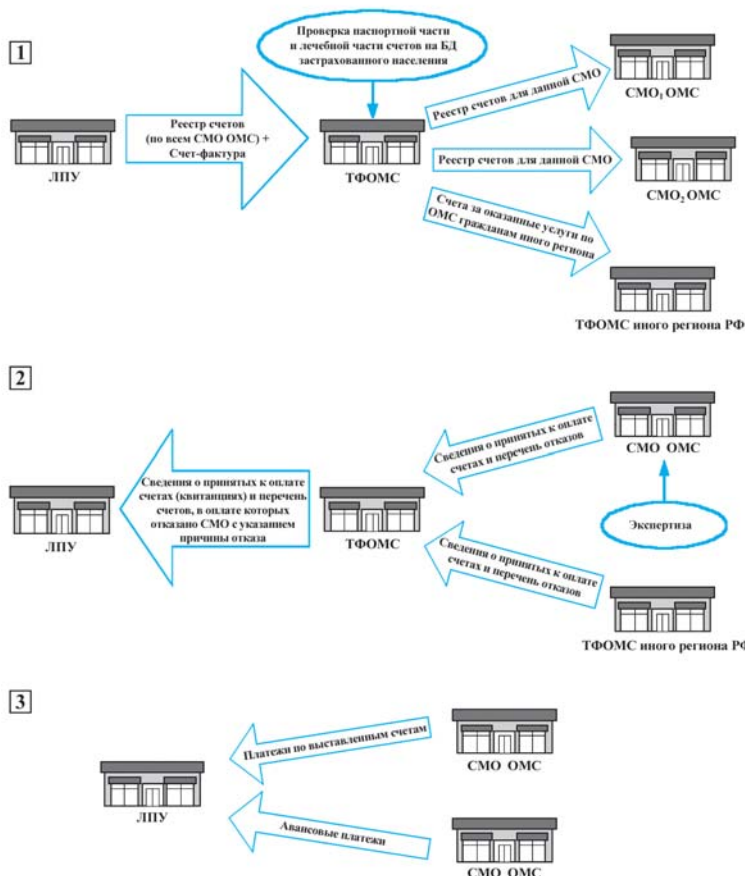 1
Проверка паспортной части
и лечебной части счетов на БД
застрахованного населения
ЛПУ
Реестр счетов
(по всем СМО ОМС) +
Счет-фактура
ТФОМС
Реестр счетов для данной СМО
СМО₁ ОМС
Реестр счетов для данной СМО
СМО₂ ОМС
Счета за оказанные услуги по
ОМС гражданам иного региона
ТФОМС иного региона РФ
2
ЛПУ
Сведения о принятых к оплате
счетах (квитанциях) и перечень
счетов, в оплате которых
отказано СМО с указанием
причины отказа
ТФОМС
Сведения о принятых к оплате
счетах и перечень отказов
СМО ОМС
Экспертиза
Сведения о принятых к оплате
счетах и перечень отказов
ТФОМС иного региона РФ
3
ЛПУ
Платежи по выставленным счетам
СМО ОМС
Авансовые платежи
СМО ОМС